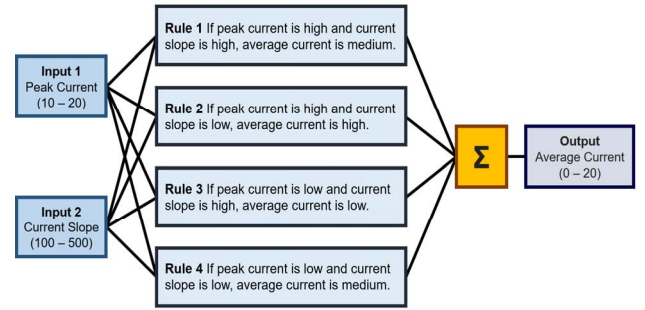 Input 1
Peak Current
(10 – 20)
Input 2
Current Slope
(100 – 500)
Rule 1 If peak current is high and current
slope is high, average current is medium.
Rule 2 If peak current is high and current
slope is low, average current is high.
Rule 3 If peak current is low and current
slope is high, average current is low.
Rule 4 If peak current is low and current
slope is low, average current is medium.
Σ
Output
Average Current
(0 – 20)